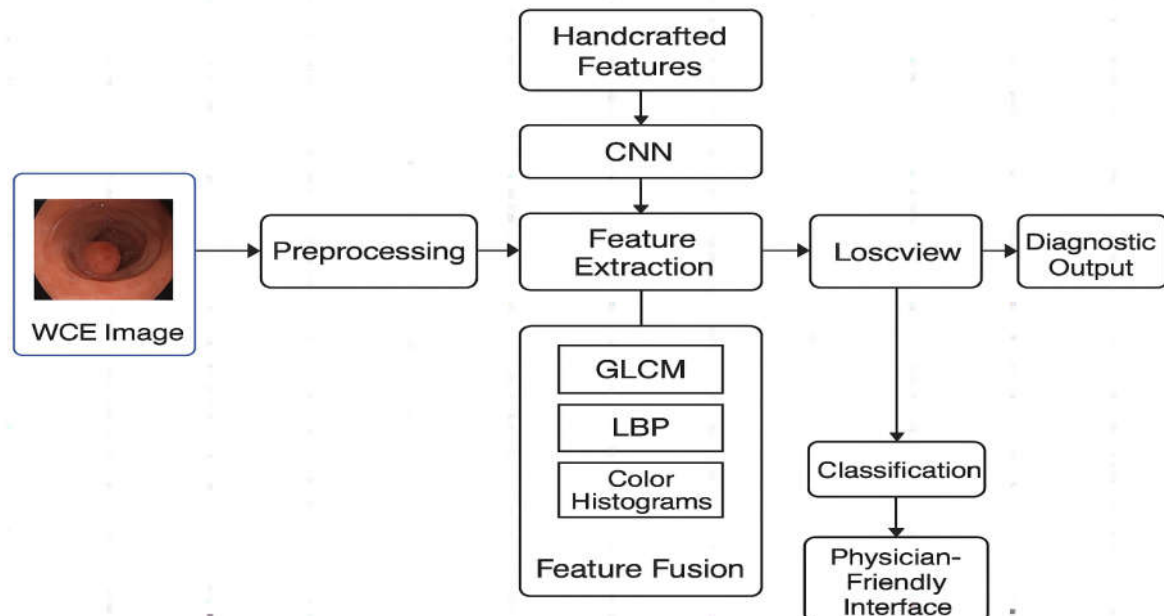 Handcrafted
Features
CNN
WCE Image
Preprocessing
Feature
Extraction
Loscview
Diagnostic
Output
GLCM
LBP
Color
Histograms
Feature Fusion
Classification
Physician-
Friendly
Interface